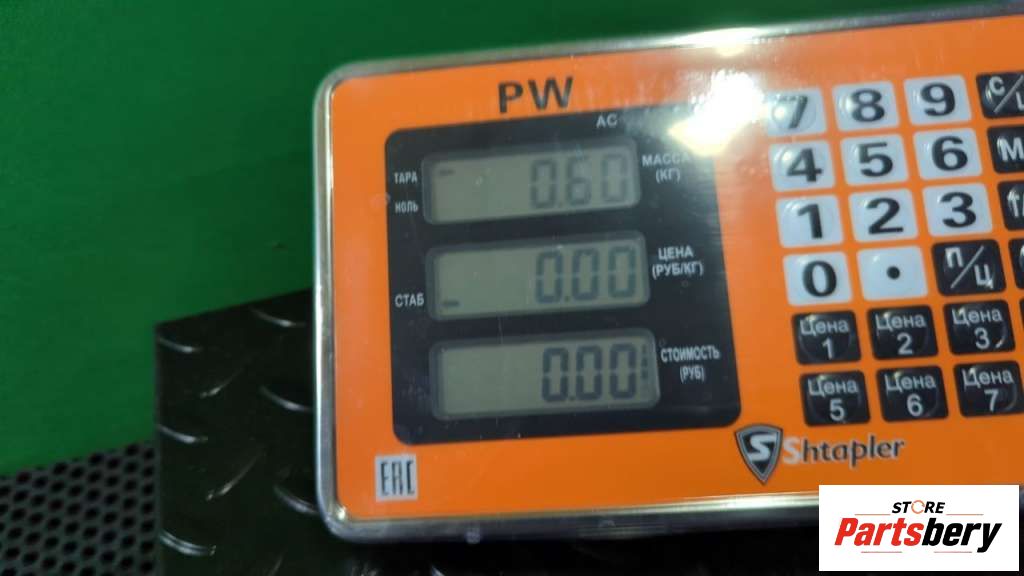 PW
AC
ТАРА
НОЛЬ
0.60
МАССА
(КГ)
СТАБ
0.00
ЦЕНА
(РУБ/КГ)
0.00
СТОИМОСТЬ
(РУБ)
7 8 9
4 5 6 М
1 2 3
0 . П/Ц
Цена 1
Цена 2
Цена 3
Цена 5
Цена 6
Цена 7
S Shtapler
EAC
STORE
Partsbery